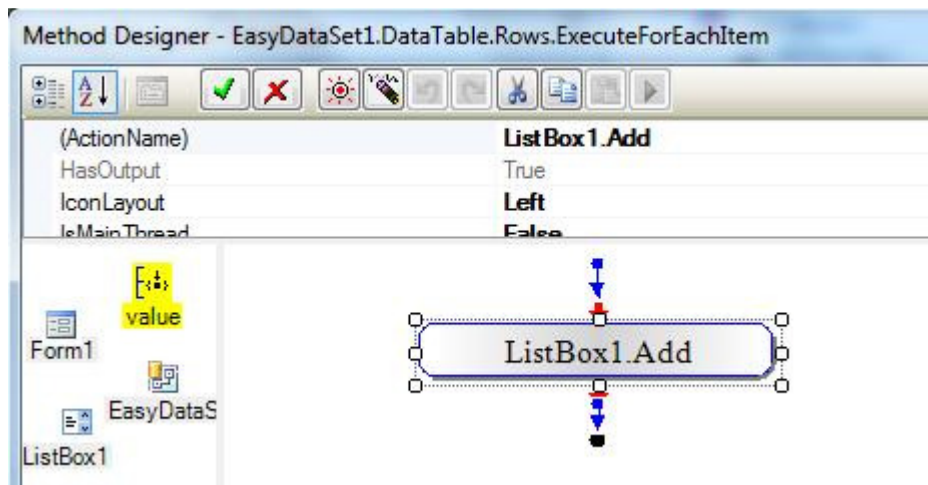 Method Designer - EasyDataSet1.DataTable.Rows.ExecuteForEachItem
A
Z
(ActionName) ListBox1.Add
HasOutput True
IconLayout Left
IsMainThread False
value
Form1
EasyDataS
ListBox1
ListBox1.Add